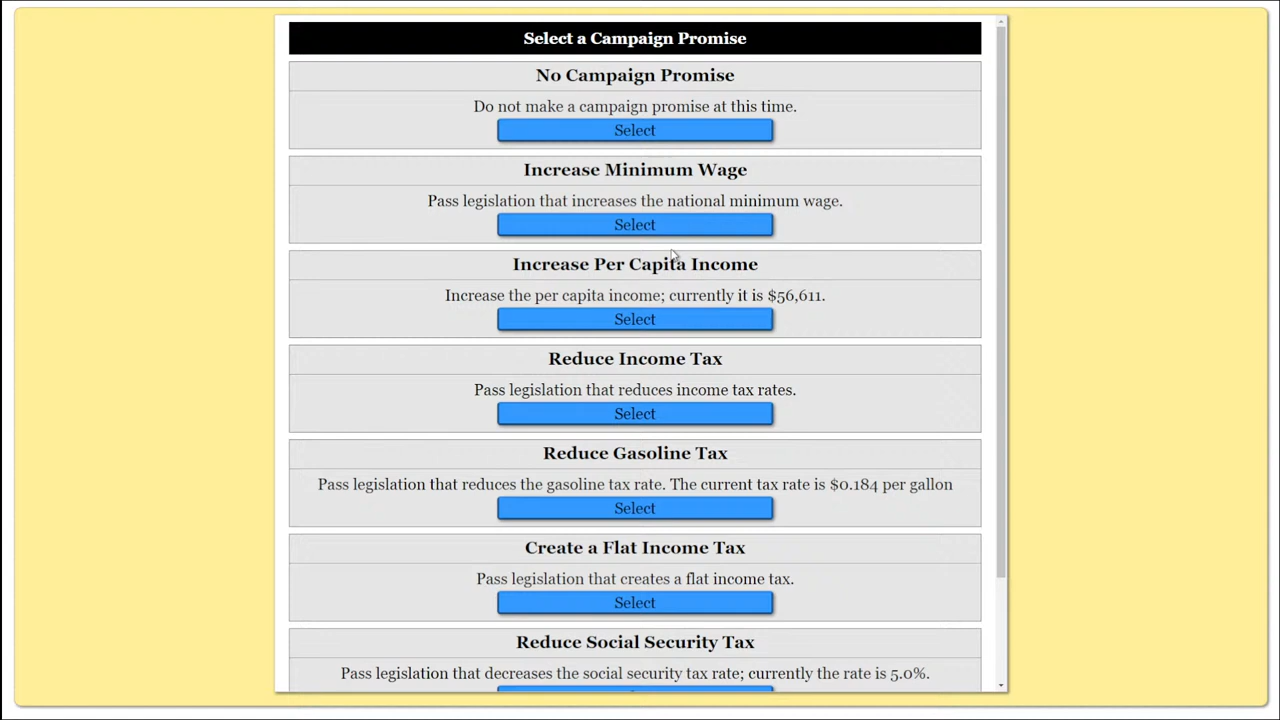 Select a Campaign Promise
No Campaign Promise
Do not make a campaign promise at this time.
Select
Increase Minimum Wage
Pass legislation that increases the national minimum wage.
Select
Increase Per Capita Income
Increase the per capita income; currently it is $56,611.
Select
Reduce Income Tax
Pass legislation that reduces income tax rates.
Select
Reduce Gasoline Tax
Pass legislation that reduces the gasoline tax rate. The current tax rate is $0.184 per gallon
Select
Create a Flat Income Tax
Pass legislation that creates a flat income tax.
Select
Reduce Social Security Tax
Pass legislation that decreases the social security tax rate; currently the rate is 5.0%.